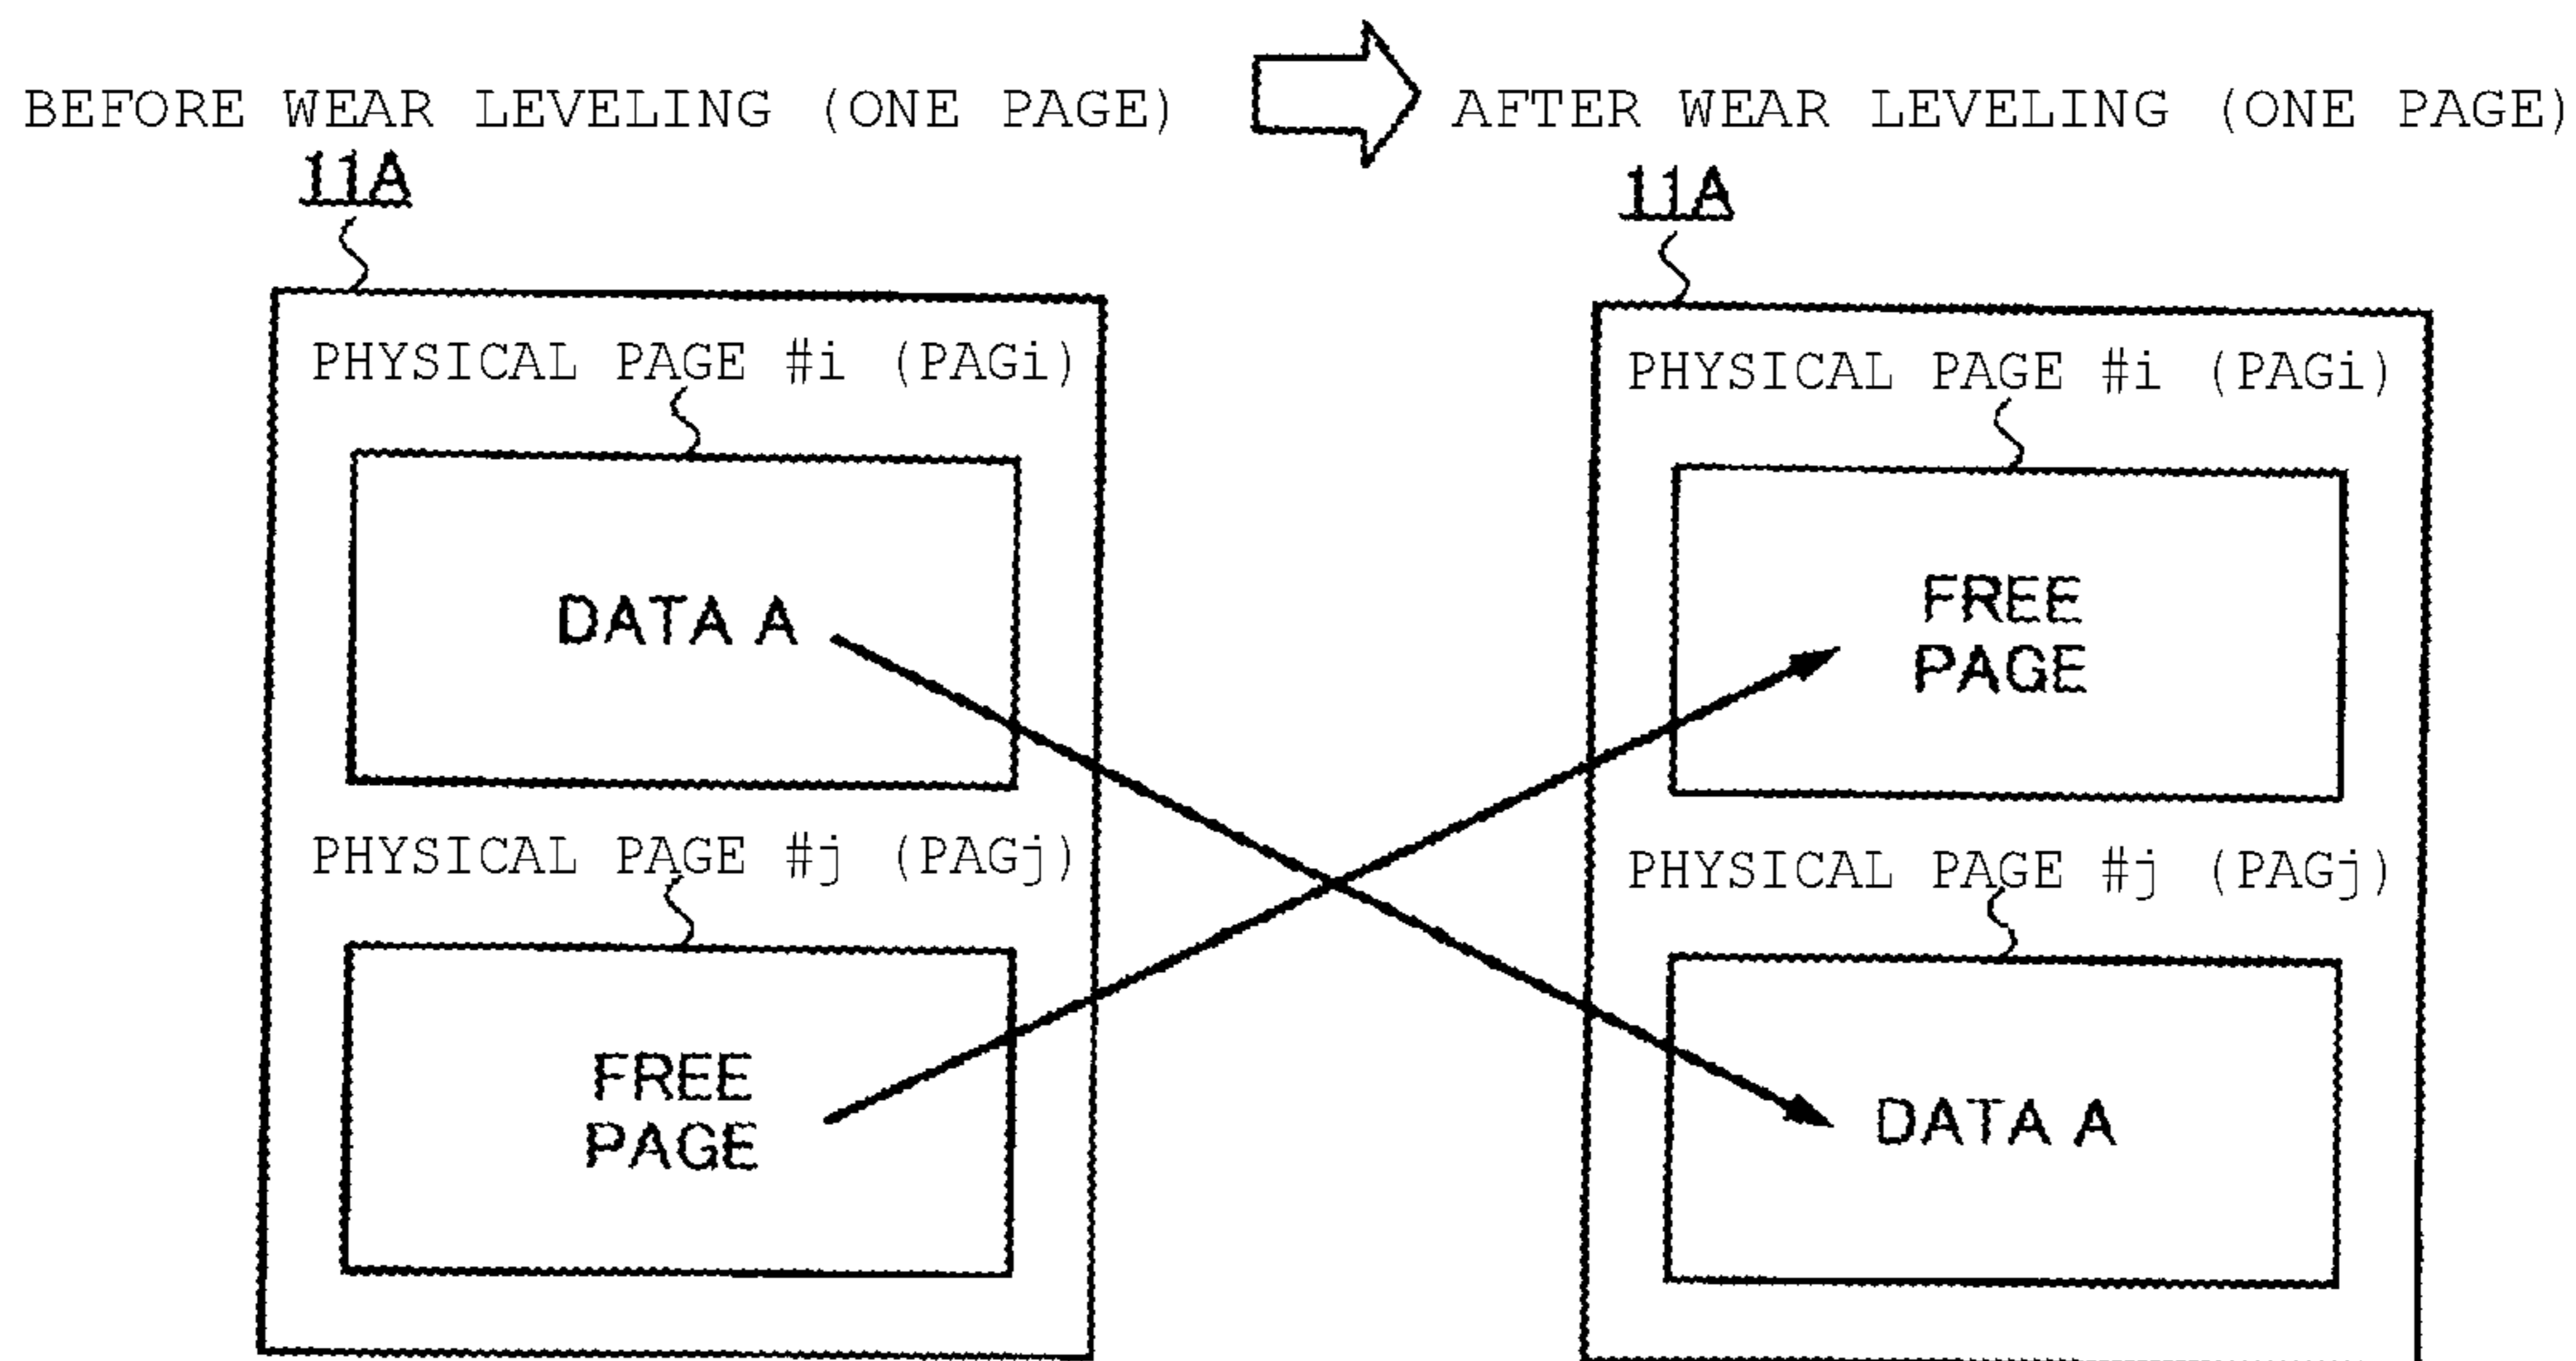 BEFORE WEAR LEVELING (ONE PAGE)
11A
PHYSICAL PAGE #i (PAGi)
DATA A
PHYSICAL PAGE #j (PAGj)
FREE
PAGE
AFTER WEAR LEVELING (ONE PAGE)
11A
PHYSICAL PAGE #i (PAGi)
FREE
PAGE
PHYSICAL PAGE #j (PAGj)
DATA A